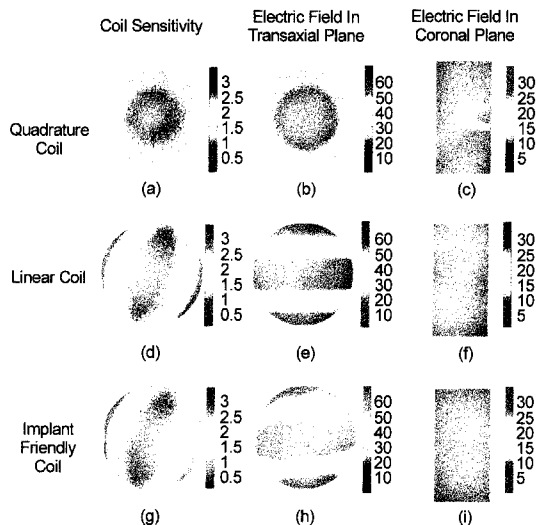 Coil Sensitivity
Electric Field In
Transaxial Plane
Electric Field In
Coronal Plane
Quadrature
Coil
3
2.5
2
1.5
1
0.5
60
50
40
30
20
10
30
25
20
15
10
5
(a)
(b)
(c)
Linear Coil
3
2.5
2
1.5
1
0.5
60
50
40
30
20
10
30
25
20
15
10
5
(d)
(e)
(f)
Implant
Friendly
Coil
3
2.5
2
1.5
1
0.5
60
50
40
30
20
10
30
25
20
15
10
5
(g)
(h)
(i)